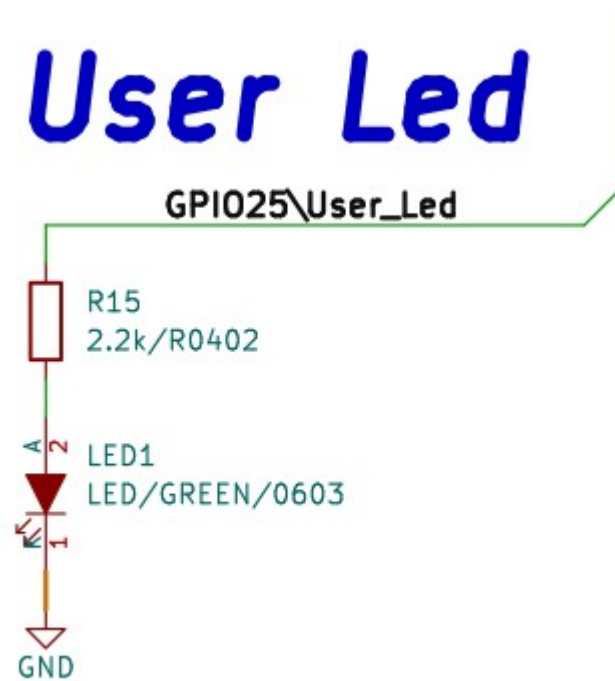 User Led
GPIO25\User_Led
R15
2.2k/R0402
A
2
LED1
LED/GREEN/0603
K
1
GND